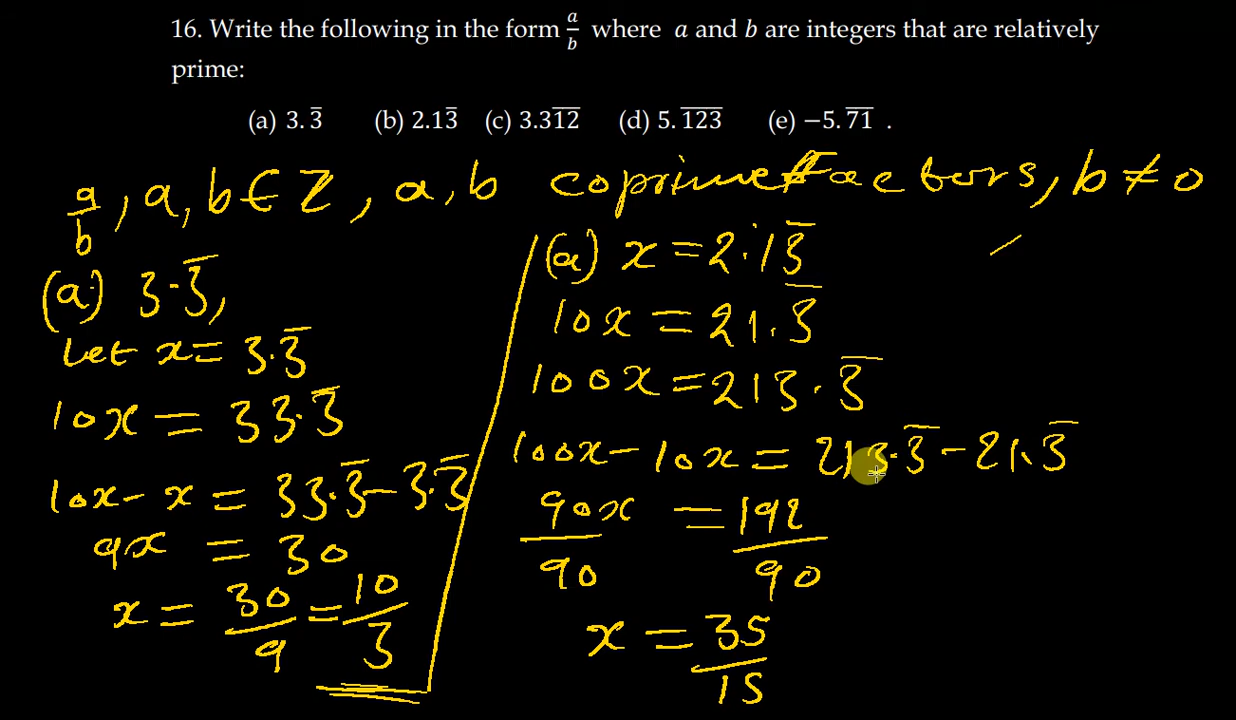 16. Write the following in the form a/b where a and b are integers that are relatively
prime:
(a) 3.3̅ (b) 2.13̅ (c) 3.31̅2̅ (d) 5.1̅2̅3̅ (e) −5.7̅1̅ .
a/b, a, b ∈ Z, a, b coprime factors, b ≠ 0
(a) 3.3̅,
Let x = 3.3̅
10x = 33.3̅
10x - x = 33.3̅ - 3.3̅
9x = 30
x = 30/9 = 10/3
(a) x = 2.13̅
10x = 21.3̅
100x = 213.3̅
100x - 10x = 213.3̅ - 21.3̅
90x/90 = 192/90
x = 35/15